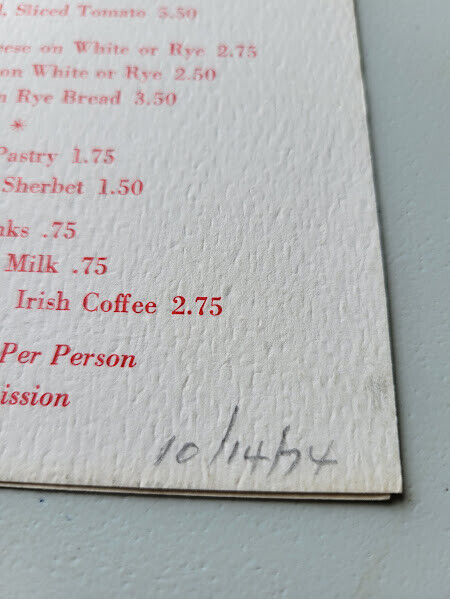 , Sliced Tomato 3.50
eese on White or Rye 2.75
on White or Rye 2.50
n Rye Bread 3.50
*
Pastry 1.75
Sherbet 1.50
ks .75
Milk .75
Irish Coffee 2.75
Per Person
ission
10/14/74